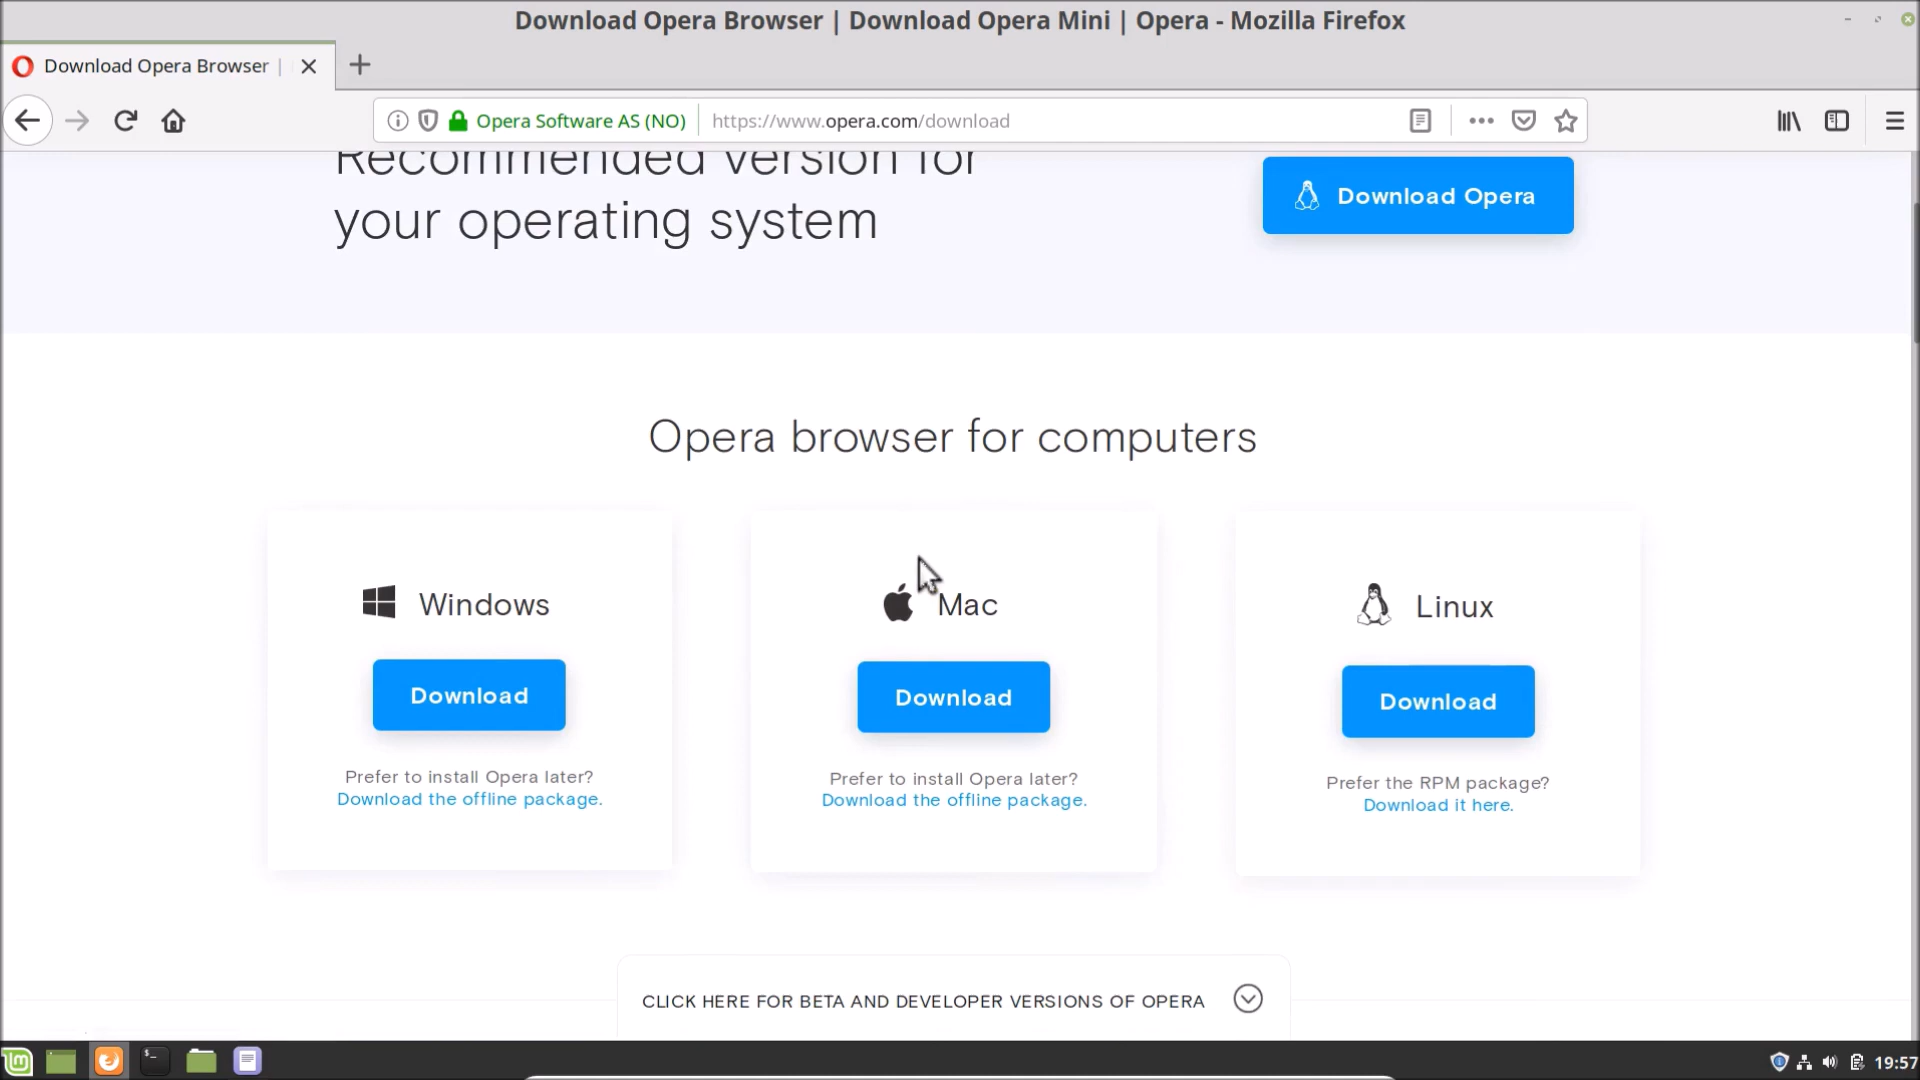 Download Opera Browser | Download Opera Mini | Opera - Mozilla Firefox
Download Opera Browser |
Opera Software AS (NO)
https://www.opera.com/download
Recommended version for
your operating system
Download Opera
Opera browser for computers
Windows
Download
Prefer to install Opera later?
Download the offline package.
Mac
Download
Prefer to install Opera later?
Download the offline package.
Linux
Download
Prefer the RPM package?
Download it here.
CLICK HERE FOR BETA AND DEVELOPER VERSIONS OF OPERA
19:57